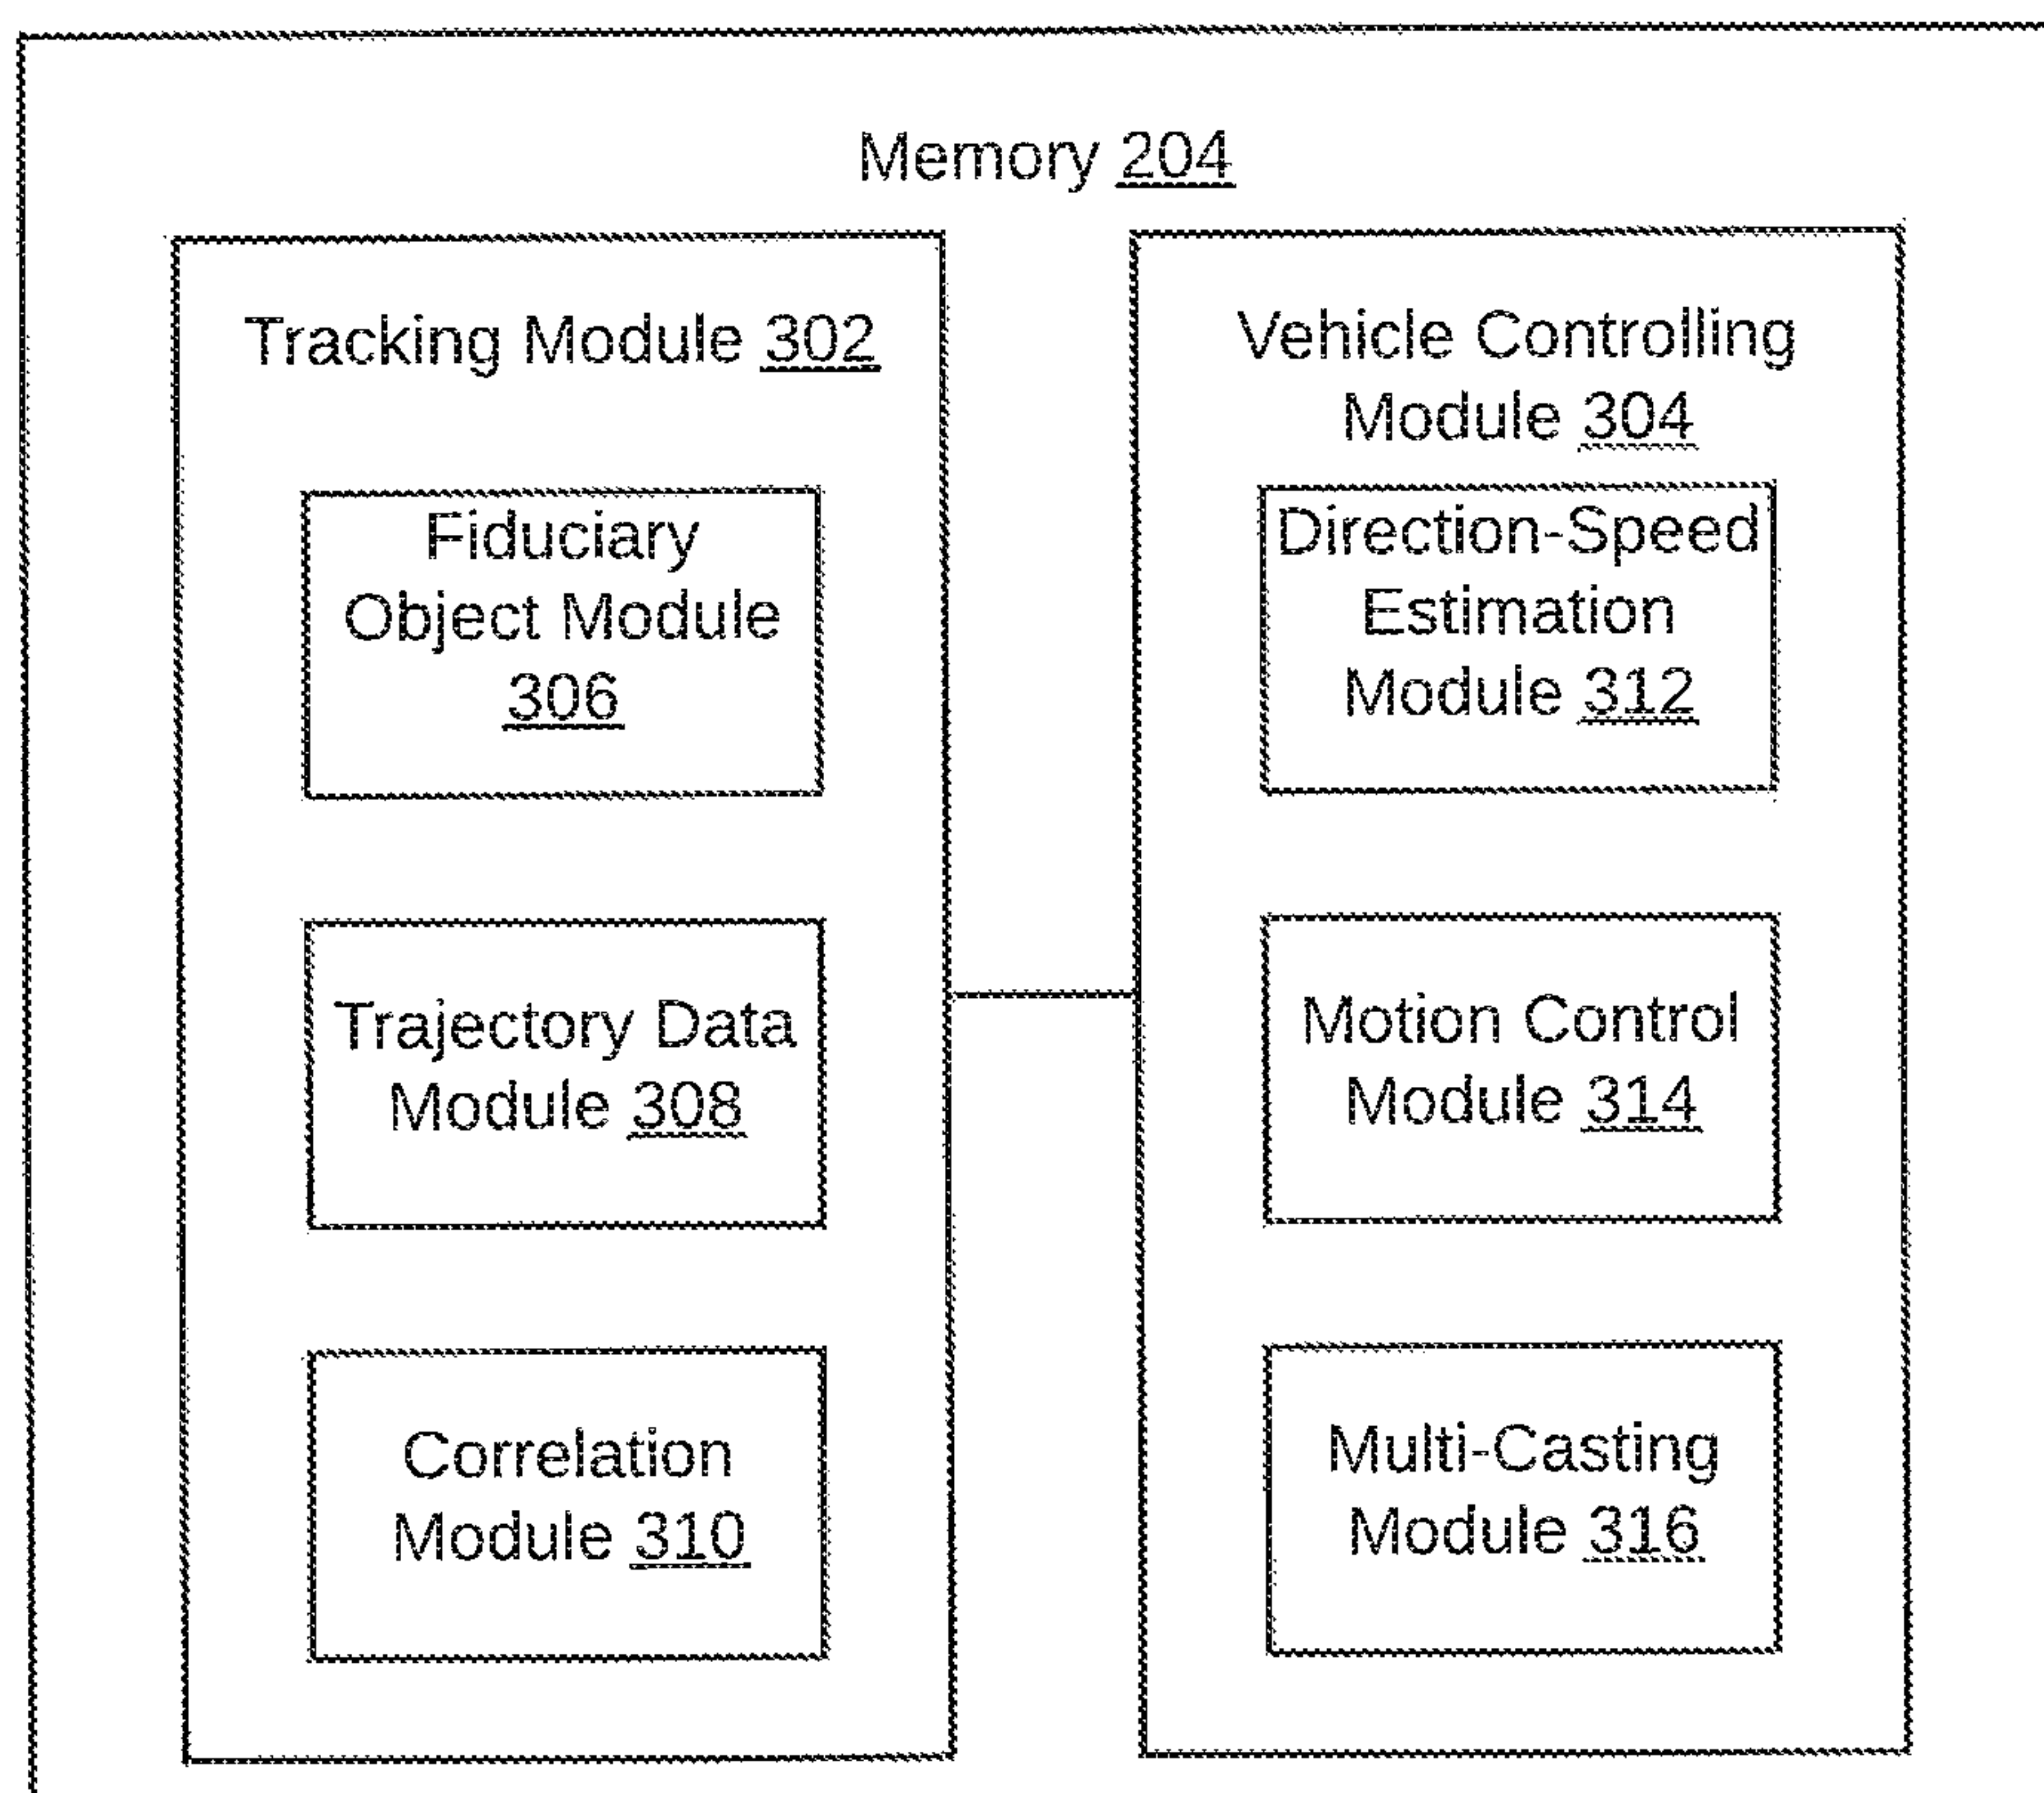 Memory 204
Tracking Module 302
Fiduciary
Object Module
306
Trajectory Data
Module 308
Correlation
Module 310
Vehicle Controlling
Module 304
Direction-Speed
Estimation
Module 312
Motion Control
Module 314
Multi-Casting
Module 316